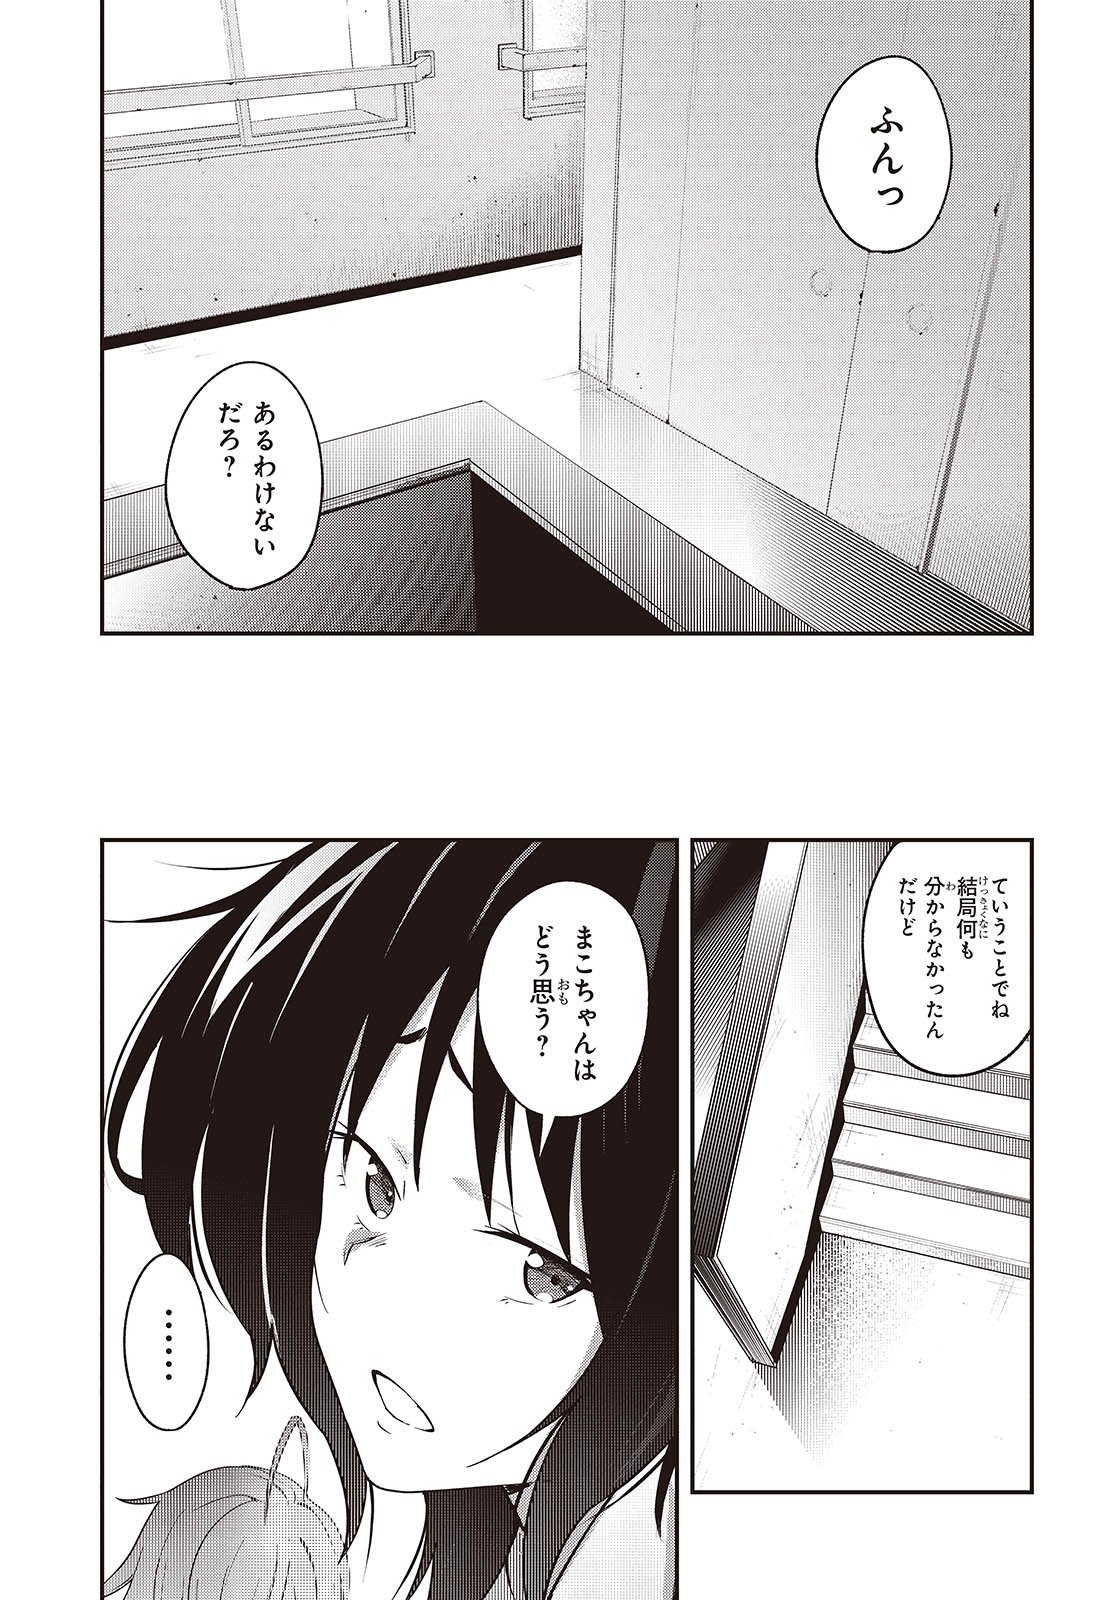 ふんっ
あるわけない
だろ？
ていうことでね
結局何も
分からなかったん
だけど
まこちゃんは
どう思う？
………